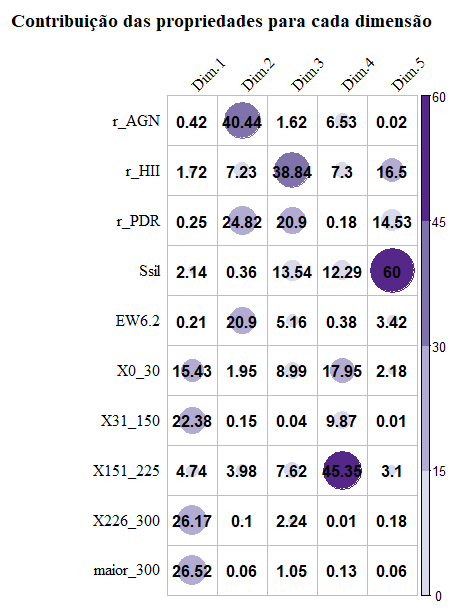 Contribuição das propriedades para cada dimensão
Dim.1 Dim.2 Dim.3 Dim.4 Dim.5
r_AGN 0.42 40.44 1.62 6.53 0.02
r_HII 1.72 7.23 38.84 7.3 16.5
r_PDR 0.25 24.82 20.9 0.18 14.53
Ssil 2.14 0.36 13.54 12.29 60
EW6.2 0.21 20.9 5.16 0.38 3.42
X0_30 15.43 1.95 8.99 17.95 2.18
X31_150 22.38 0.15 0.04 9.87 0.01
X151_225 4.74 3.98 7.62 45.35 3.1
X226_300 26.17 0.1 2.24 0.01 0.18
maior_300 26.52 0.06 1.05 0.13 0.06
60
45
30
15
0